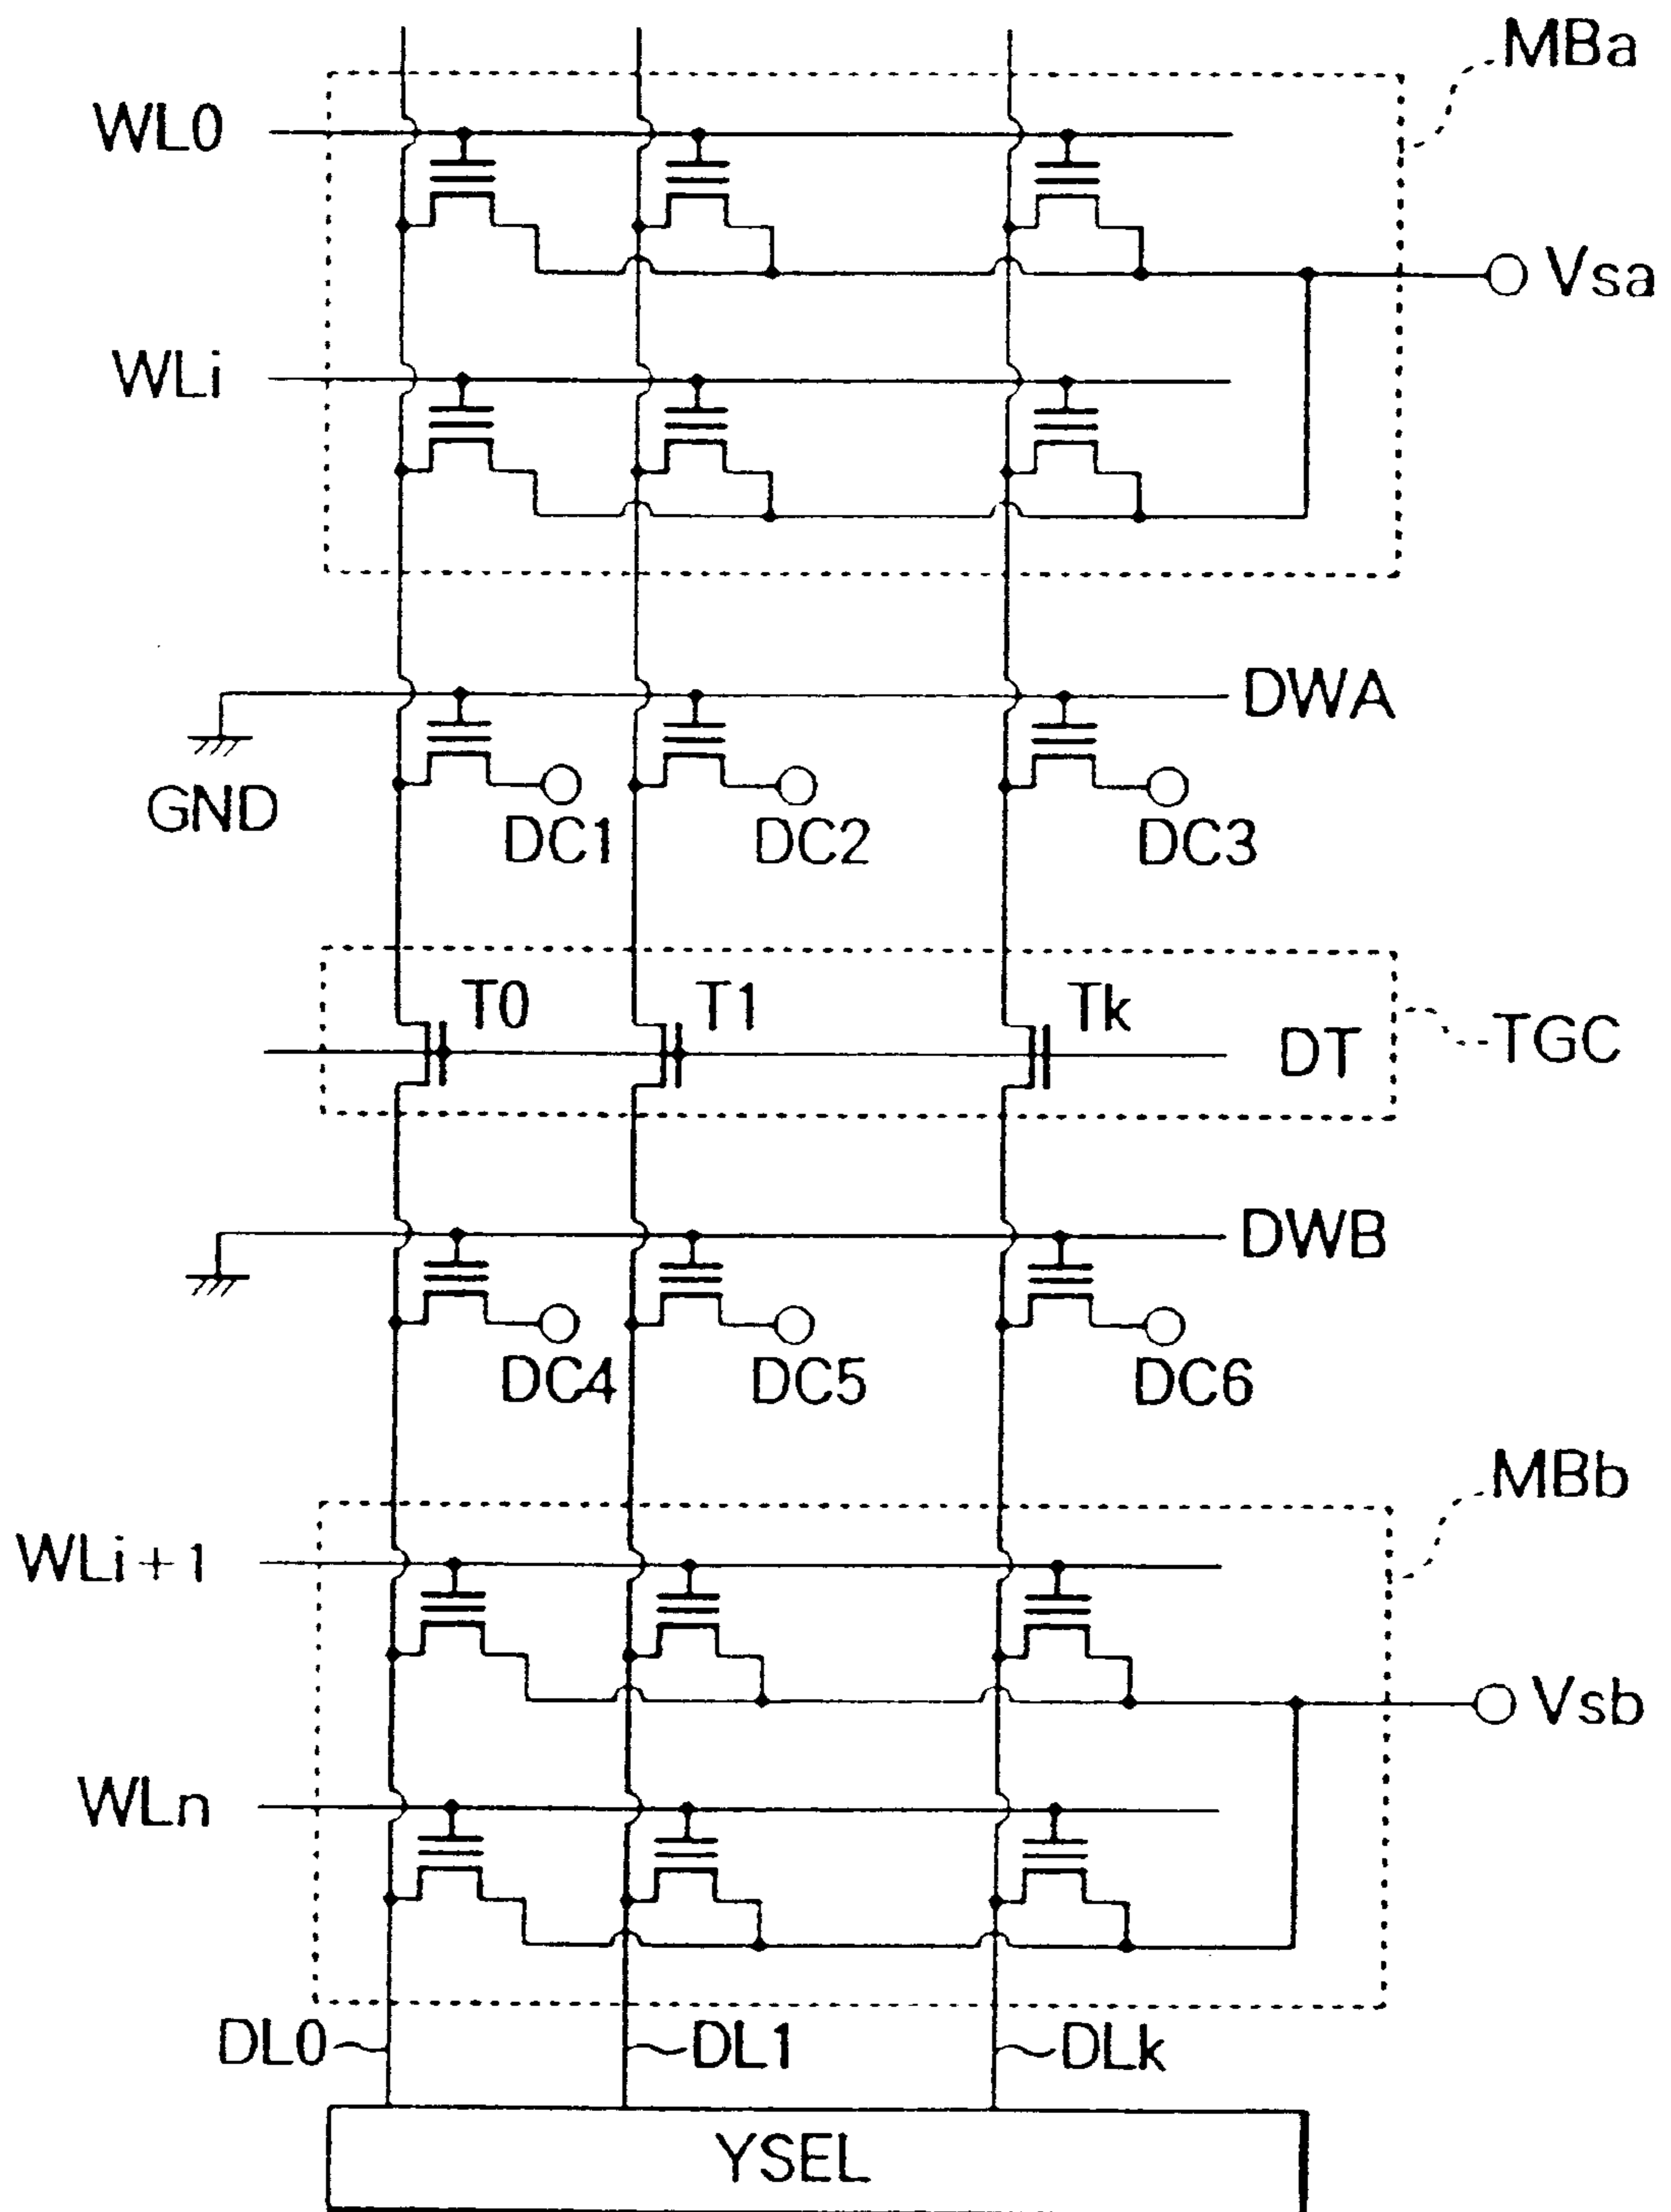 MBa
WL0
Vsa
WLi
DWA
GND
DC1 DC2 DC3
T0 T1 Tk
DT
TGC
DWB
DC4 DC5 DC6
MBb
WLi+1
Vsb
WLn
DL0 DL1 DLk
YSEL